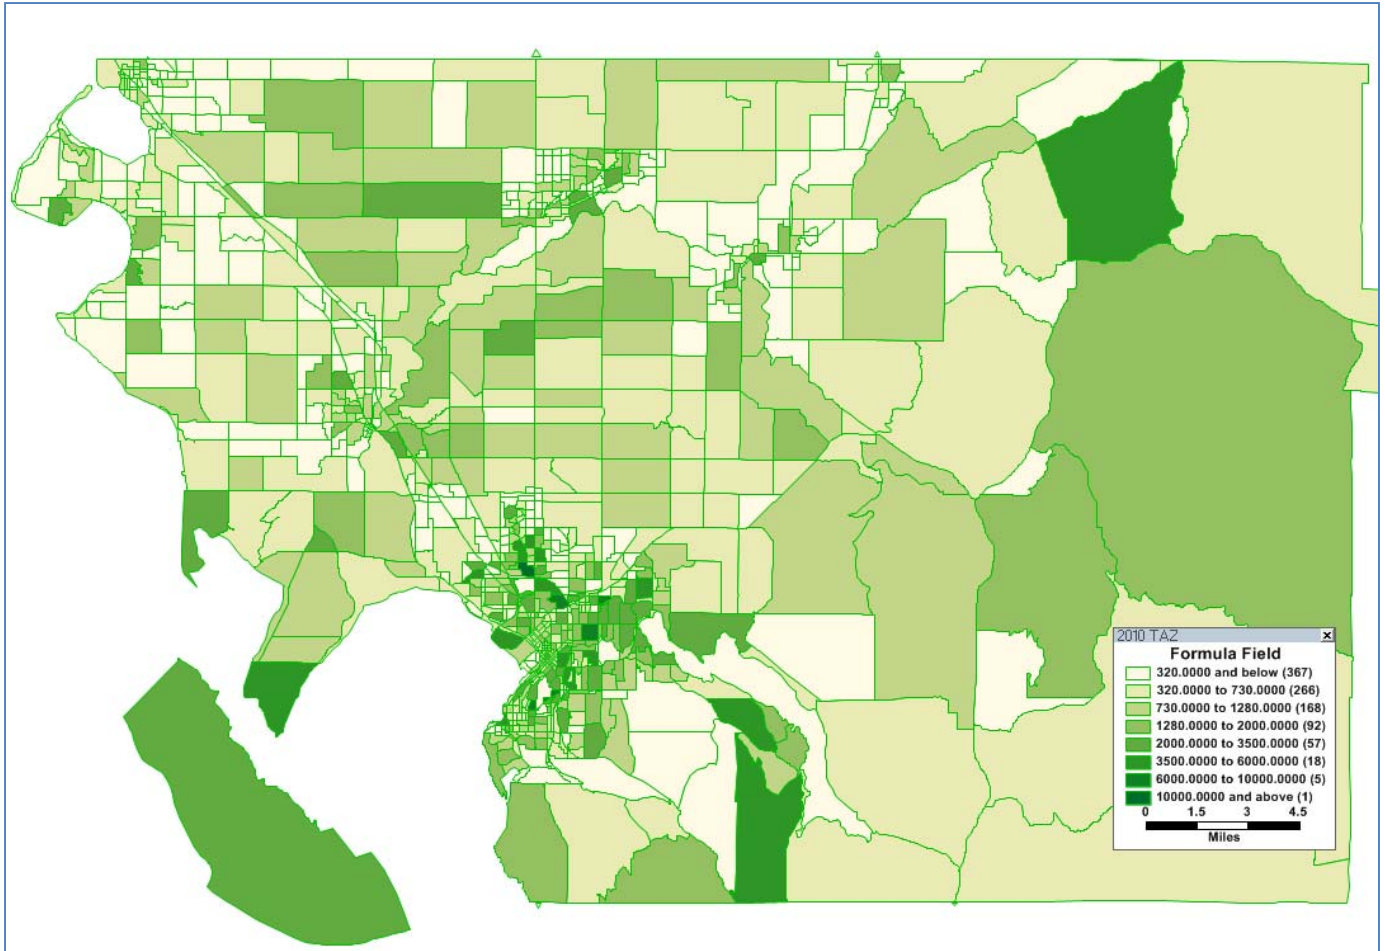 2010 TAZ
Formula Field
320.0000 and below (367)
320.0000 to 730.0000 (266)
730.0000 to 1280.0000 (168)
1280.0000 to 2000.0000 (92)
2000.0000 to 3500.0000 (57)
3500.0000 to 6000.0000 (18)
6000.0000 to 10000.0000 (5)
10000.0000 and above (1)
0 1.5 3 4.5
Miles